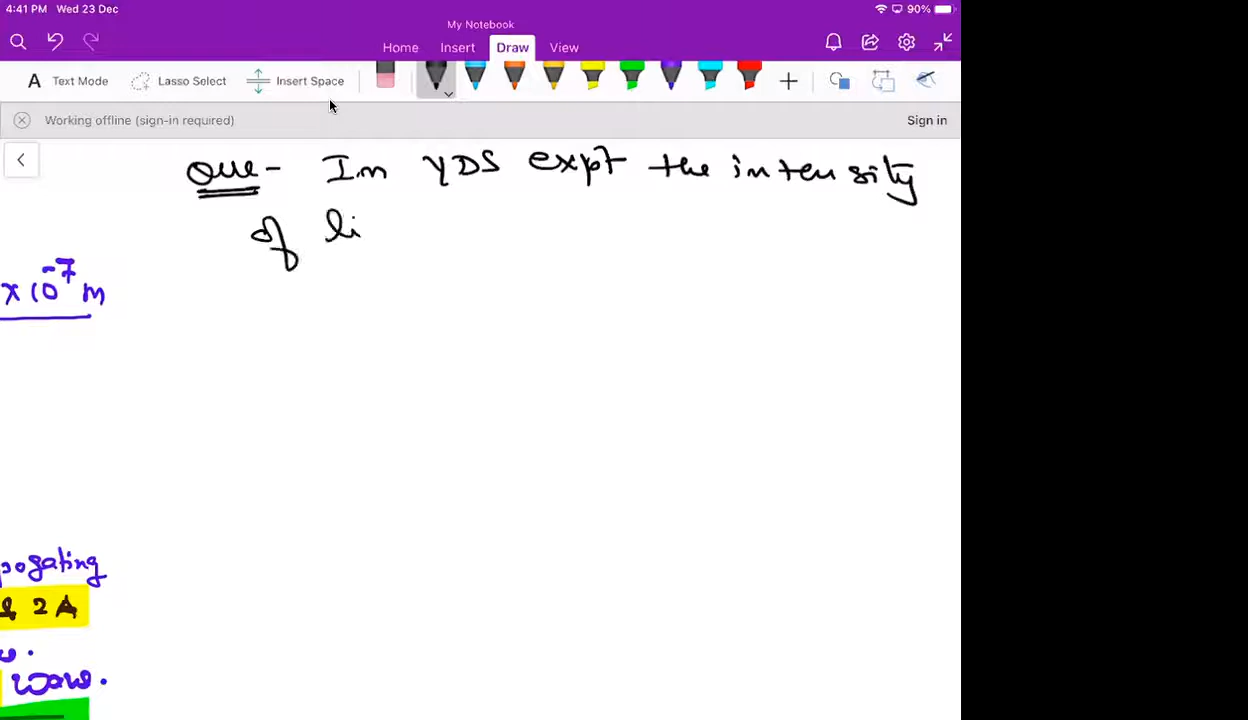 4:41 PM Wed 23 Dec
90%
My Notebook
Home Insert Draw View
A Text Mode Lasso Select Insert Space
Working offline (sign-in required)
Sign in
Que- In YDS expt the intensity
of li
x 10-7 m
pogating
& 2A
wave.